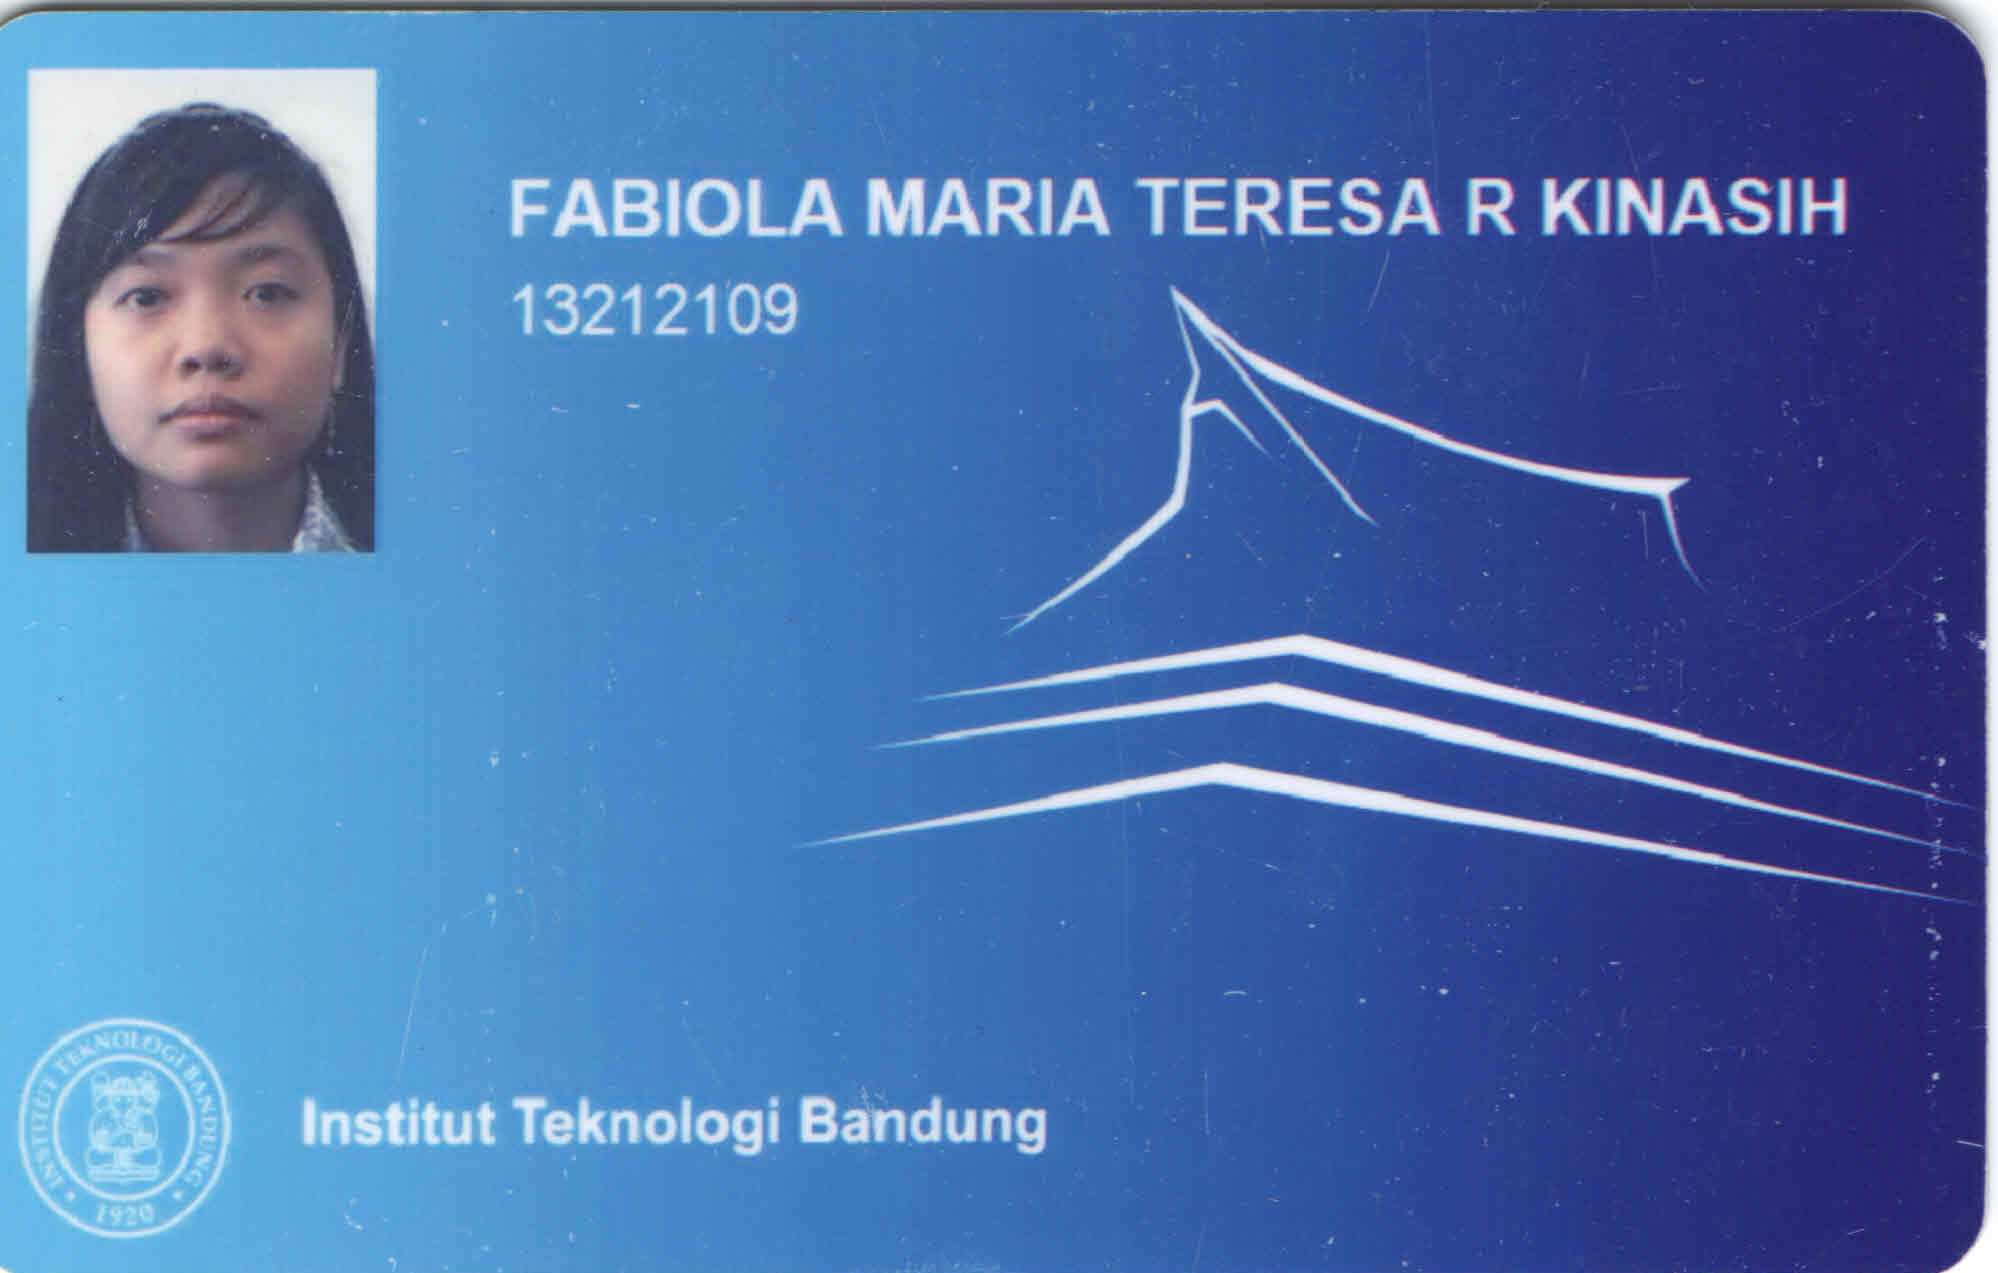 FABIOLA MARIA TERESA R KINASIH
13212109
INSTITUT TEKNOLOGI BANDUNG
1920
Institut Teknologi Bandung